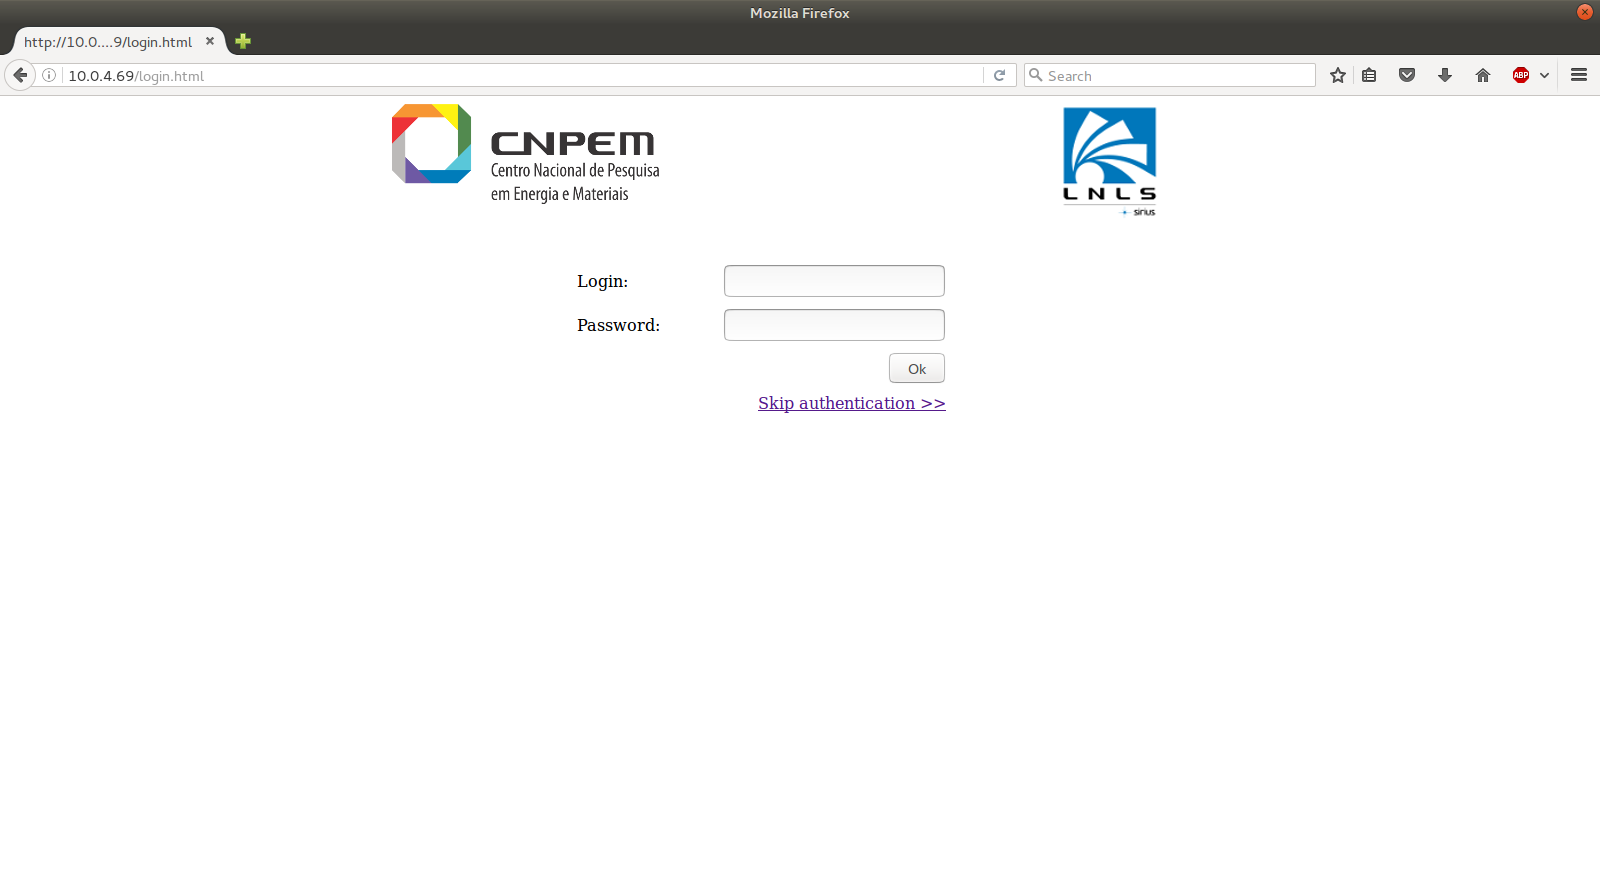 Mozilla Firefox
http://10.0....9/login.html
10.0.4.69/login.html
Search
ABP
CNPEM
Centro Nacional de Pesquisa
em Energia e Materiais
LNLS
sirius
Login:
Password:
Ok
Skip authentication >>